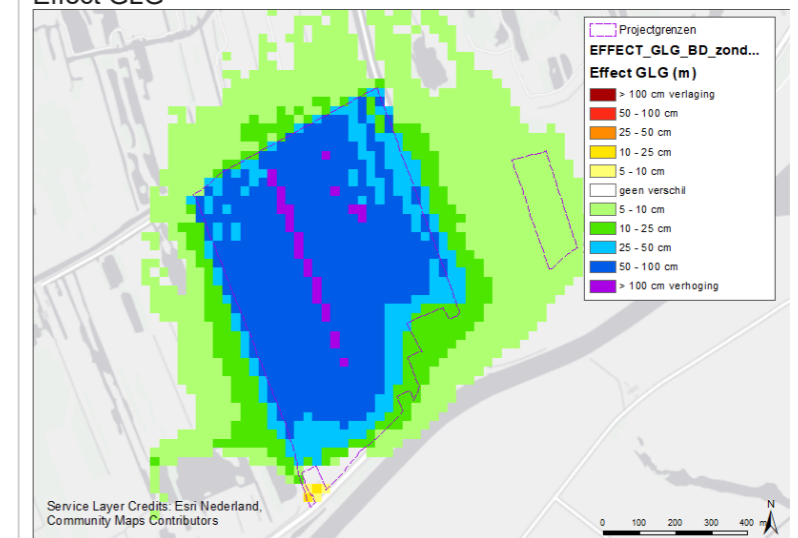 Effect GLG
Projectgrenzen
EFFECT_GLG_BD_zond...
Effect GLG (m)
> 100 cm verlaging
50 - 100 cm
25 - 50 cm
10 - 25 cm
5 - 10 cm
geen verschil
5 - 10 cm
10 - 25 cm
25 - 50 cm
50 - 100 cm
> 100 cm verhoging
Service Layer Credits: Esri Nederland,
Community Maps Contributors
N
0 100 200 300 400 m